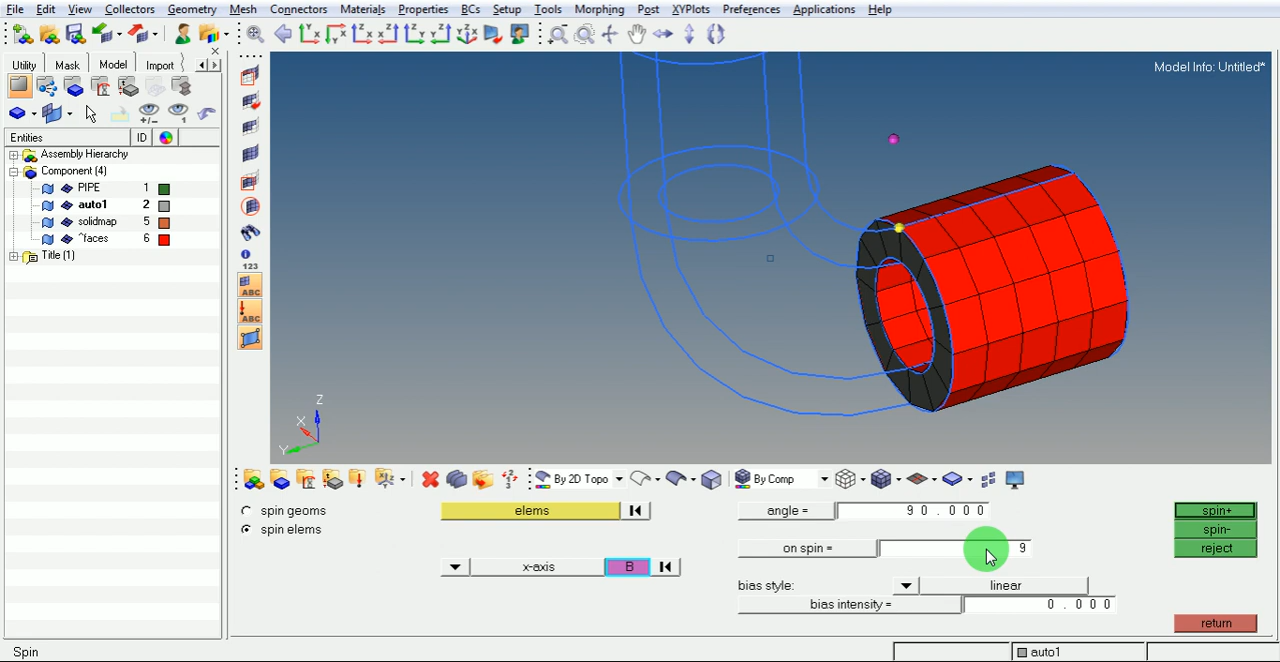 File Edit View Collectors Geometry Mesh Connectors Materials Properties BCs Setup Tools Morphing Post XYPlots Preferences Applications Help
Utility Mask Model Import
Model Info: Untitled*
Entities ID
Assembly Hierarchy
Component (4)
PIPE 1
auto1 2
solidmap 5
^faces 6
Title (1)
123
ABC
ABC
Z
X
Y
By 2D Topo By Comp
spin geoms
spin elems
elems
x-axis B
angle = 90.000
on spin = 9
bias style: linear
bias intensity = 0.000
spin+
spin-
reject
return
Spin auto1